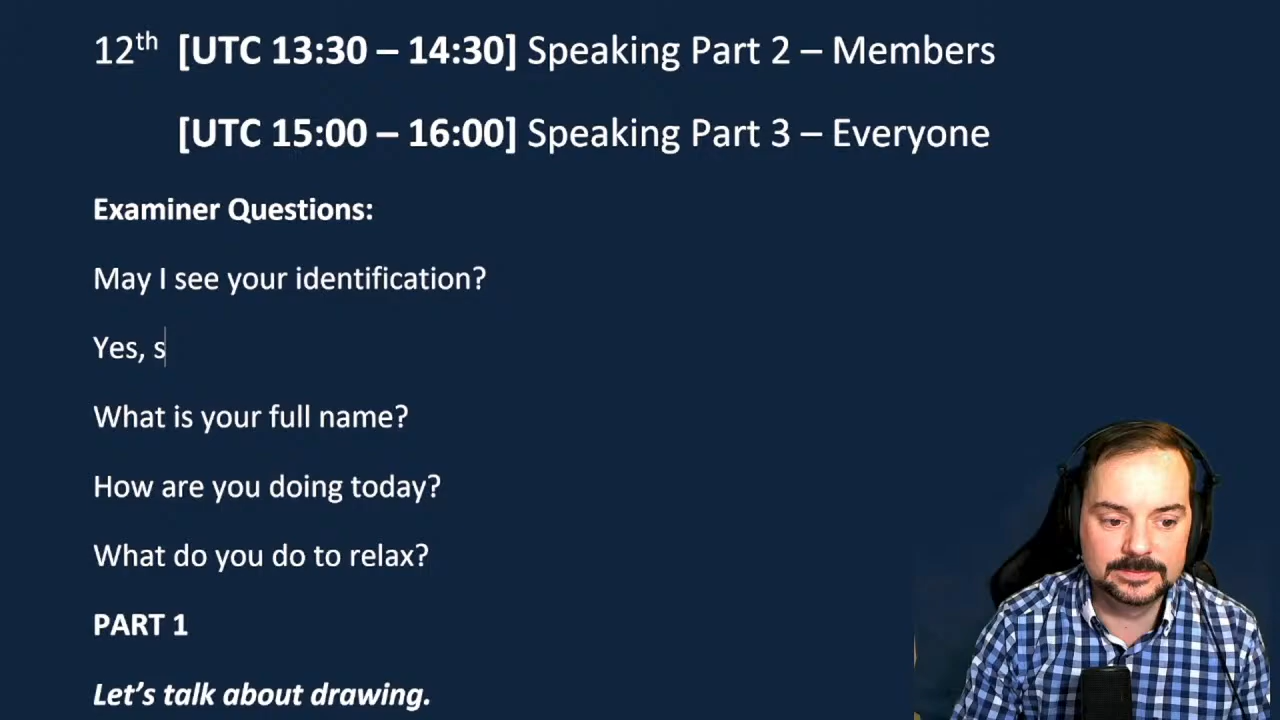 12th [UTC 13:30 – 14:30] Speaking Part 2 – Members
[UTC 15:00 – 16:00] Speaking Part 3 – Everyone
Examiner Questions:
May I see your identification?
Yes, s
What is your full name?
How are you doing today?
What do you do to relax?
PART 1
Let’s talk about drawing.